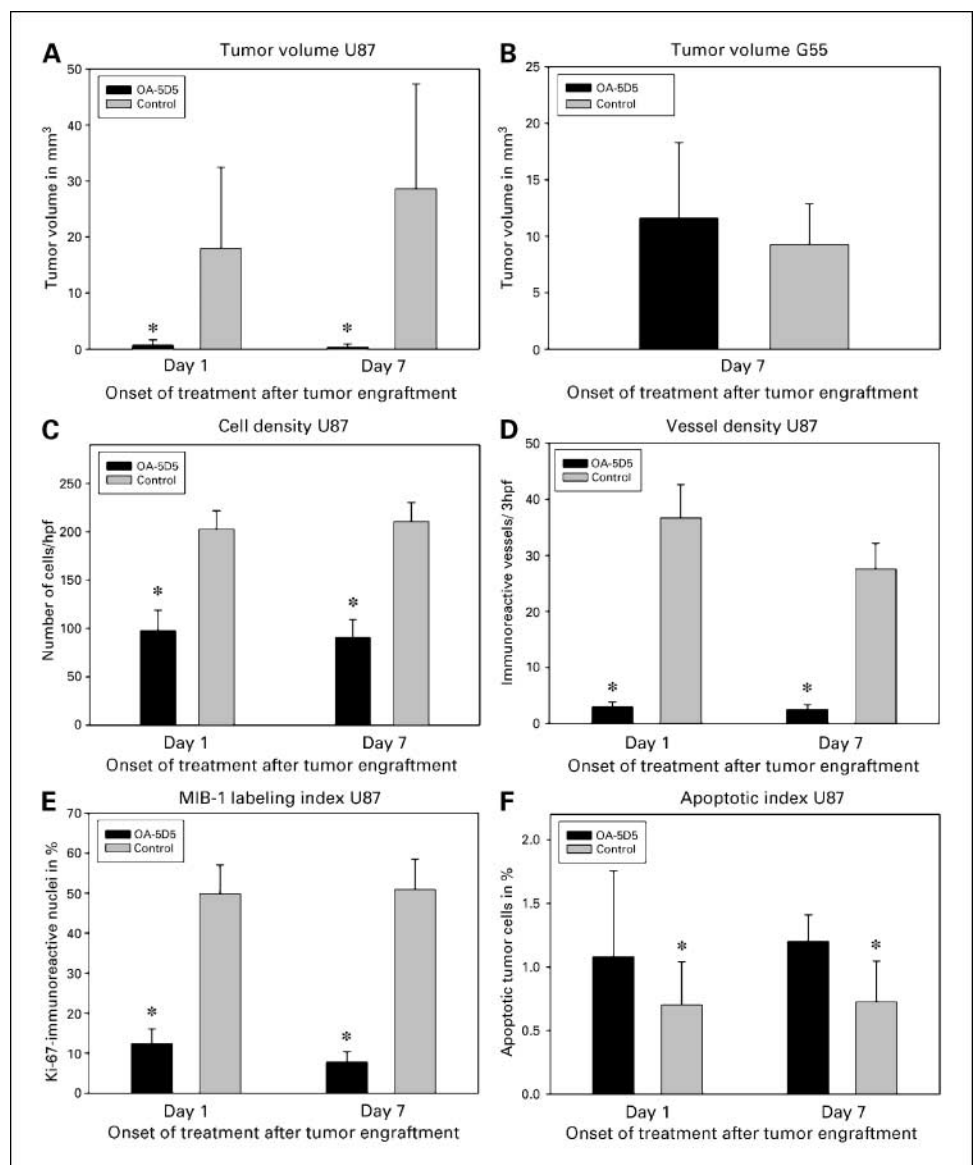 A
Tumor volume U87
Tumor volume in mm3
50
40
30
20
10
0
OA-5D5
Control
*
*
Day 1
Day 7
Onset of treatment after tumor engraftment
B
Tumor volume G55
Tumor volume in mm3
25
20
15
10
5
0
OA-5D5
Control
Day 7
Onset of treatment after tumor engraftment
C
Cell density U87
Number of cells/hpf
250
200
150
100
50
0
OA-5D5
Control
*
*
Day 1
Day 7
Onset of treatment after tumor engraftment
D
Vessel density U87
Immunoreactive vessels/ 3hpf
50
40
30
20
10
0
OA-5D5
Control
*
*
Day 1
Day 7
Onset of treatment after tumor engraftment
E
MIB-1 labeling index U87
Ki-67-immunoreactive nuclei in %
70
60
50
40
30
20
10
0
OA-5D5
Control
*
*
Day 1
Day 7
Onset of treatment after tumor engraftment
F
Apoptotic index U87
Apoptotic tumor cells in %
2.0
1.5
1.0
0.5
0.0
OA-5D5
Control
*
*
Day 1
Day 7
Onset of treatment after tumor engraftment